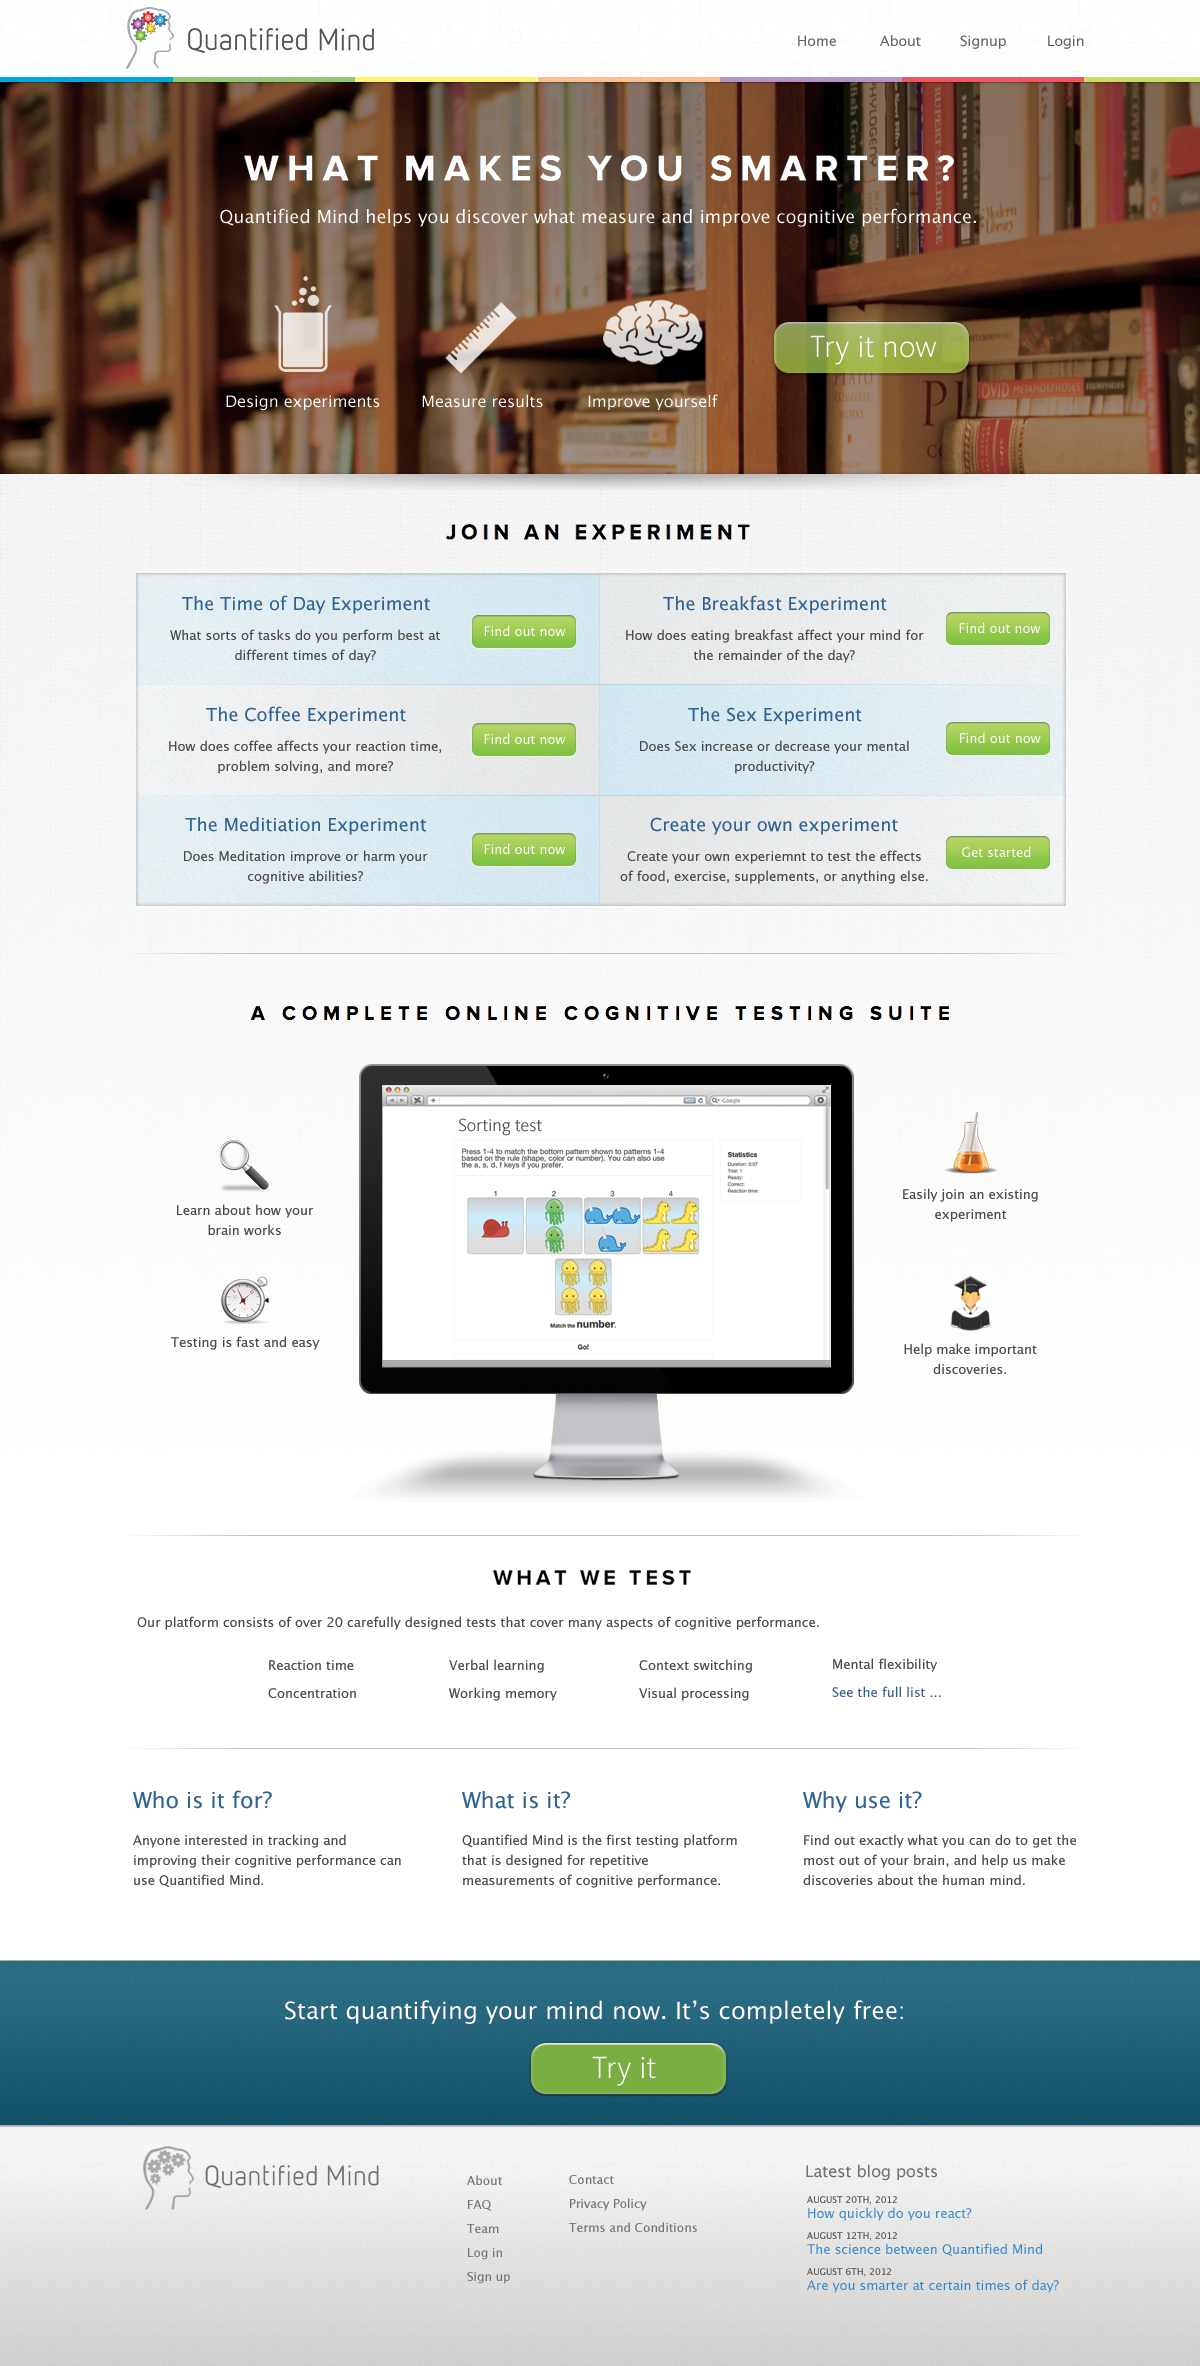 Quantified Mind
Home About Signup Login
WHAT MAKES YOU SMARTER?
Quantified Mind helps you discover what measure and improve cognitive performance.
Design experiments
Measure results
Improve yourself
Try it now
Modern Library
PLATO
COMPLETE
WORKS
OVID METAMORPHOSES HUMPHRIES
JOIN AN EXPERIMENT
The Time of Day Experiment
What sorts of tasks do you perform best at
different times of day?
Find out now
The Breakfast Experiment
How does eating breakfast affect your mind for
the remainder of the day?
Find out now
The Coffee Experiment
How does coffee affects your reaction time,
problem solving, and more?
Find out now
The Sex Experiment
Does Sex increase or decrease your mental
productivity?
Find out now
The Meditiation Experiment
Does Meditation improve or harm your
cognitive abilities?
Find out now
Create your own experiment
Create your own experiemnt to test the effects
of food, exercise, supplements, or anything else.
Get started
A COMPLETE ONLINE COGNITIVE TESTING SUITE
Learn about how your
brain works
Testing is fast and easy
Google
Sorting test
Press 1-4 to match the bottom pattern shown to patterns 1-4
based on the rule (shape, color or number). You can also use
the a, s, d, f keys if you prefer.
1 2 3 4
Match the number.
Go!
Statistics
Duration: 0:07
Trial: 1
Ready:
Correct:
Reaction time:
Easily join an existing
experiment
Help make important
discoveries.
WHAT WE TEST
Our platform consists of over 20 carefully designed tests that cover many aspects of cognitive performance.
Reaction time Verbal learning Context switching Mental flexibility
Concentration Working memory Visual processing See the full list ...
Who is it for?
Anyone interested in tracking and
improving their cognitive performance can
use Quantified Mind.
What is it?
Quantified Mind is the first testing platform
that is designed for repetitive
measurements of cognitive performance.
Why use it?
Find out exactly what you can do to get the
most out of your brain, and help us make
discoveries about the human mind.
Start quantifying your mind now. It's completely free:
Try it
Quantified Mind
About
FAQ
Team
Log in
Sign up
Contact
Privacy Policy
Terms and Conditions
Latest blog posts
AUGUST 20TH, 2012
How quickly do you react?
AUGUST 12TH, 2012
The science between Quantified Mind
AUGUST 6TH, 2012
Are you smarter at certain times of day?